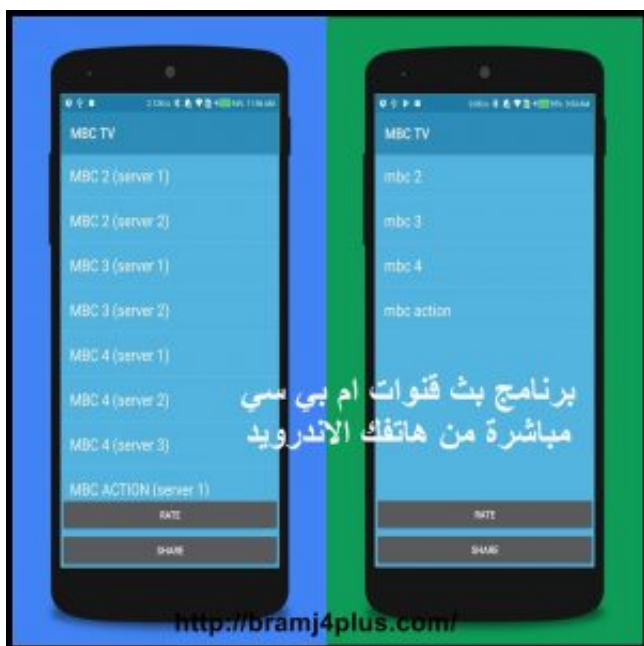 MBC TV
MBC 2 (server 1)
MBC 2 (server 2)
MBC 3 (server 1)
MBC 3 (server 2)
MBC 4 (server 1)
MBC 4 (server 2)
MBC 4 (server 3)
MBC ACTION (server 1)
RATE
SHARE
MBC TV
mbc 2
mbc 3
mbc 4
mbc action
RATE
SHARE
برنامج بث قنوات ام بي سي
مباشرة من هاتفك الاندرويد
http://bramj4plus.com/